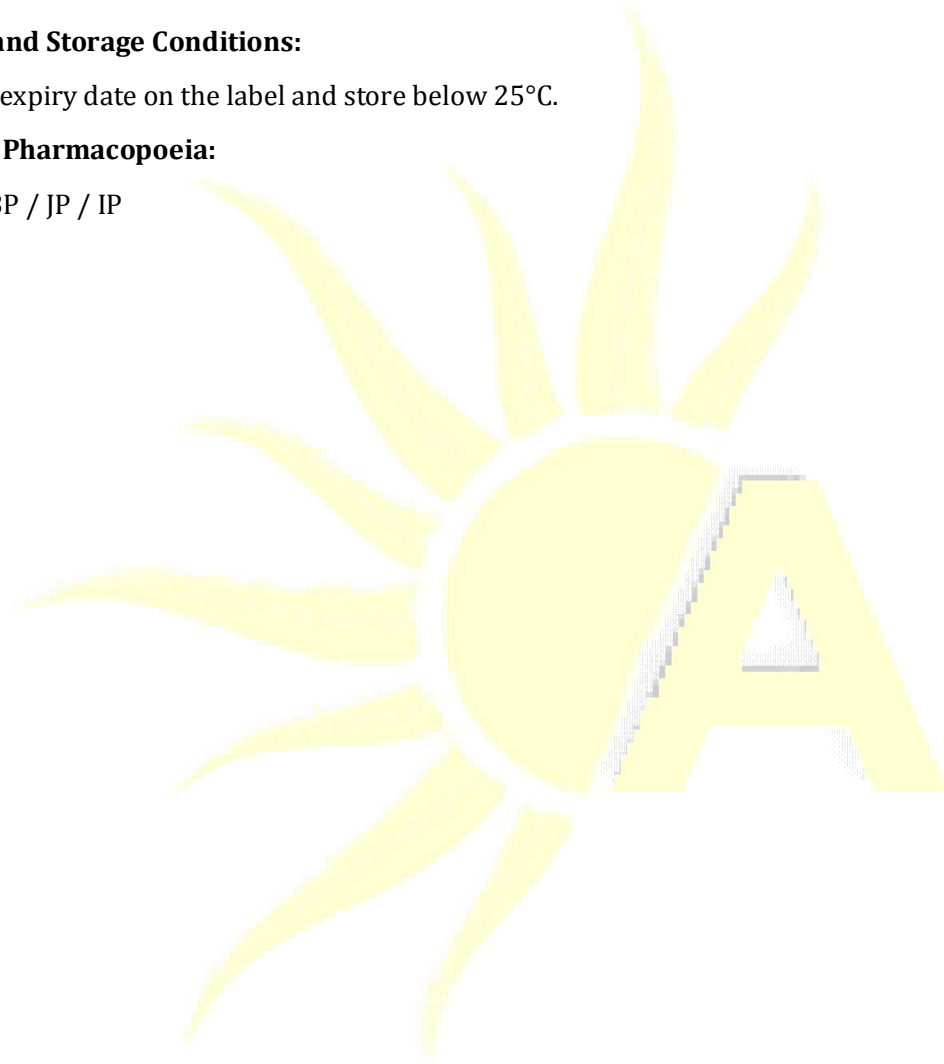 and Storage Conditions:
expiry date on the label and store below 25°C.
Pharmacopoeia:
P / JP / IP
A